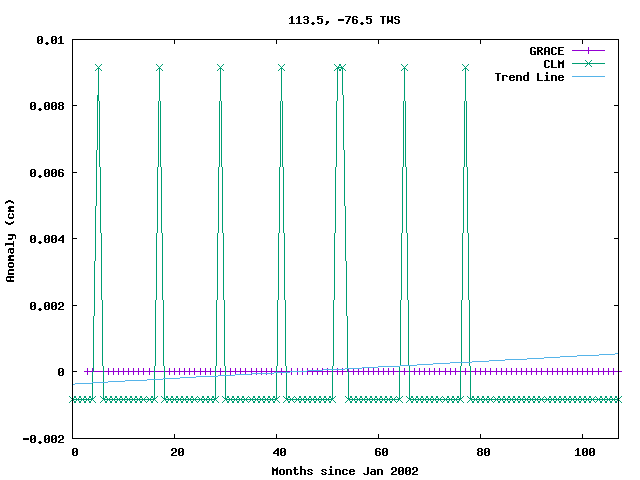 113.5, -76.5 TWS
GRACE
CLM
Trend Line
0.01
0.008
0.006
0.004
0.002
0
-0.002
Anomaly (cm)
0 20 40 60 80 100
Months since Jan 2002